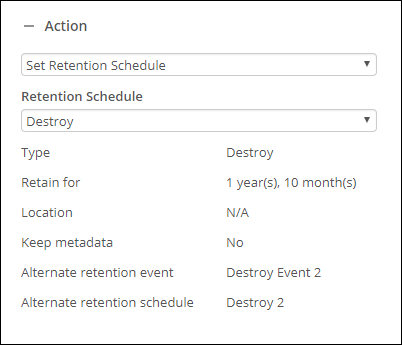 Action
Set Retention Schedule
Retention Schedule
Destroy
Type Destroy
Retain for 1 year(s), 10 month(s)
Location N/A
Keep metadata No
Alternate retention event Destroy Event 2
Alternate retention schedule Destroy 2